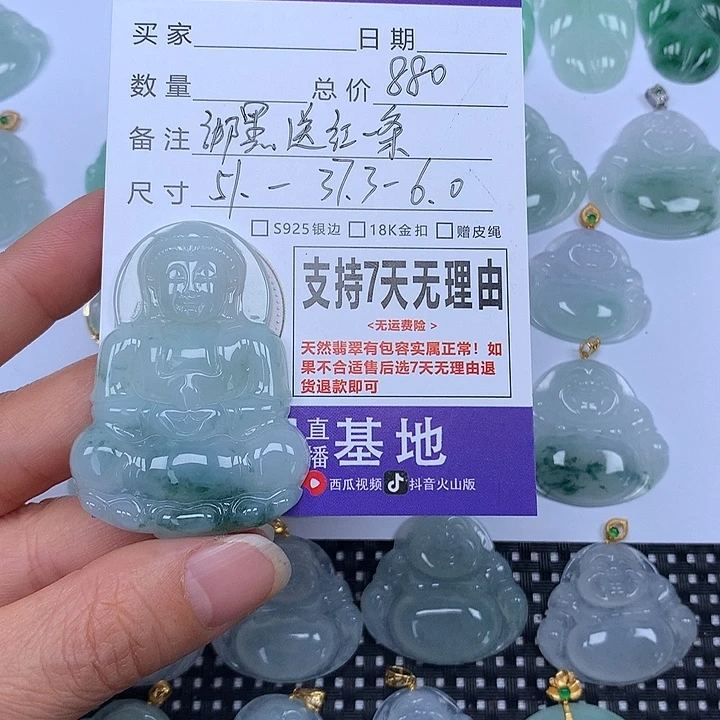 买家 日期
数量 总价 880
备注 送红一条
尺寸 51.-37.3-6.0
S925银边 18K金扣 赠皮绳
支持7天无理由
<无运费险>
天然翡翠有包容实属正常！如
果不合适售后选7天无理由退
货退款即可
直播 基地
西瓜视频 抖音火山版